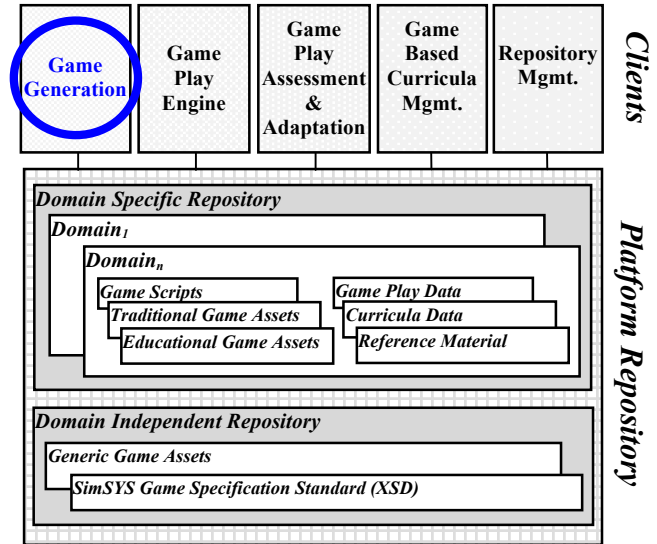 Game
Generation
Game
Play
Engine
Game
Play
Assessment
&
Adaptation
Game
Based
Curricula
Mgmt.
Repository
Mgmt.
Clients
Domain Specific Repository
Domain1
Domainn
Game Scripts
Traditional Game Assets
Educational Game Assets
Game Play Data
Curricula Data
Reference Material
Platform Repository
Domain Independent Repository
Generic Game Assets
SimSYS Game Specification Standard (XSD)